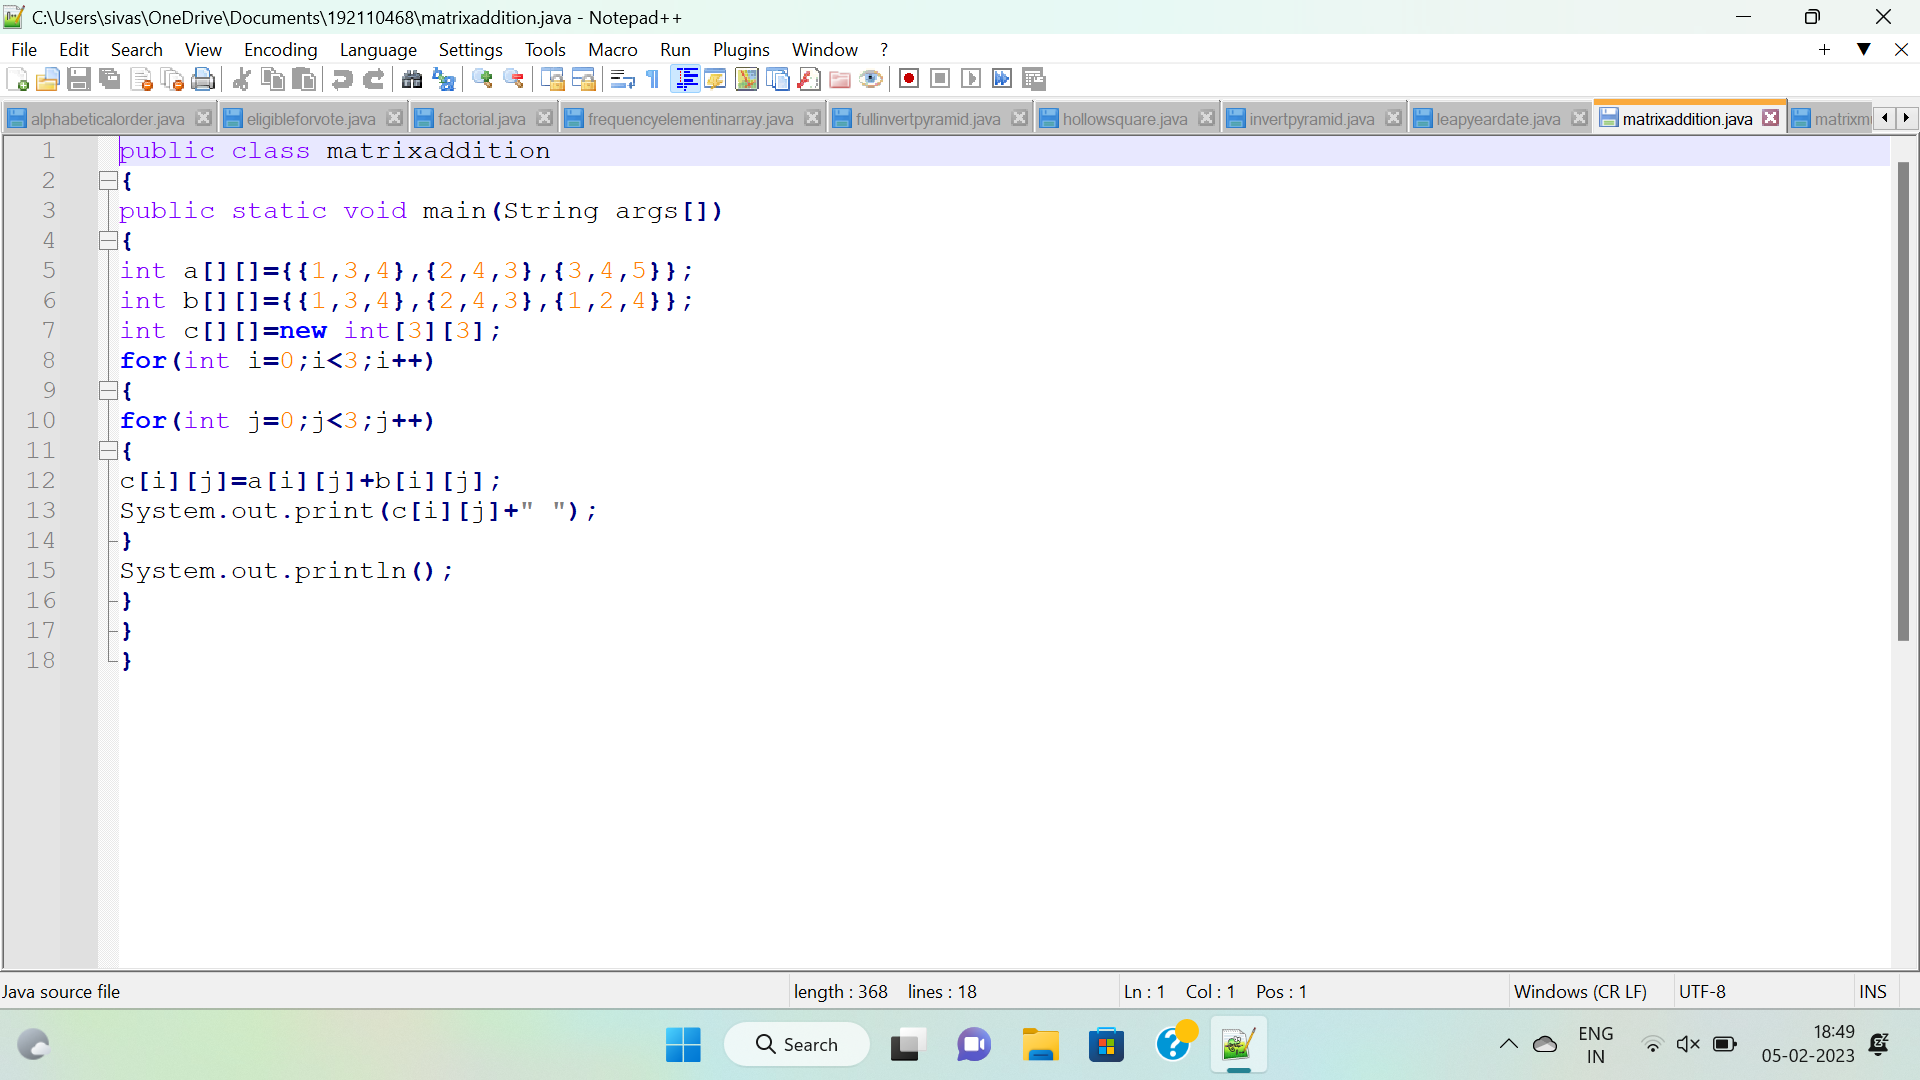 C:\Users\sivas\OneDrive\Documents\192110468\matrixaddition.java - Notepad++
File Edit Search View Encoding Language Settings Tools Macro Run Plugins Window ?
alphabeticalorder.java eligibleforvote.java factorial.java frequencyelementinarray.java fullinvertpyramid.java hollowsquare.java invertpyramid.java leapyeardate.java matrixaddition.java matrixm
1 public class matrixaddition
2 {
3 public static void main(String args[])
4 {
5 int a[][]={{1,3,4},{2,4,3},{3,4,5}};
6 int b[][]={{1,3,4},{2,4,3},{1,2,4}};
7 int c[][]=new int[3][3];
8 for(int i=0;i<3;i++)
9 {
10 for(int j=0;j<3;j++)
11 {
12 c[i][j]=a[i][j]+b[i][j];
13 System.out.print(c[i][j]+" ");
14 }
15 System.out.println();
16 }
17 }
18 }
Java source file length : 368 lines : 18 Ln : 1 Col : 1 Pos : 1 Windows (CR LF) UTF-8 INS
Search
ENG
IN
18:49
05-02-2023